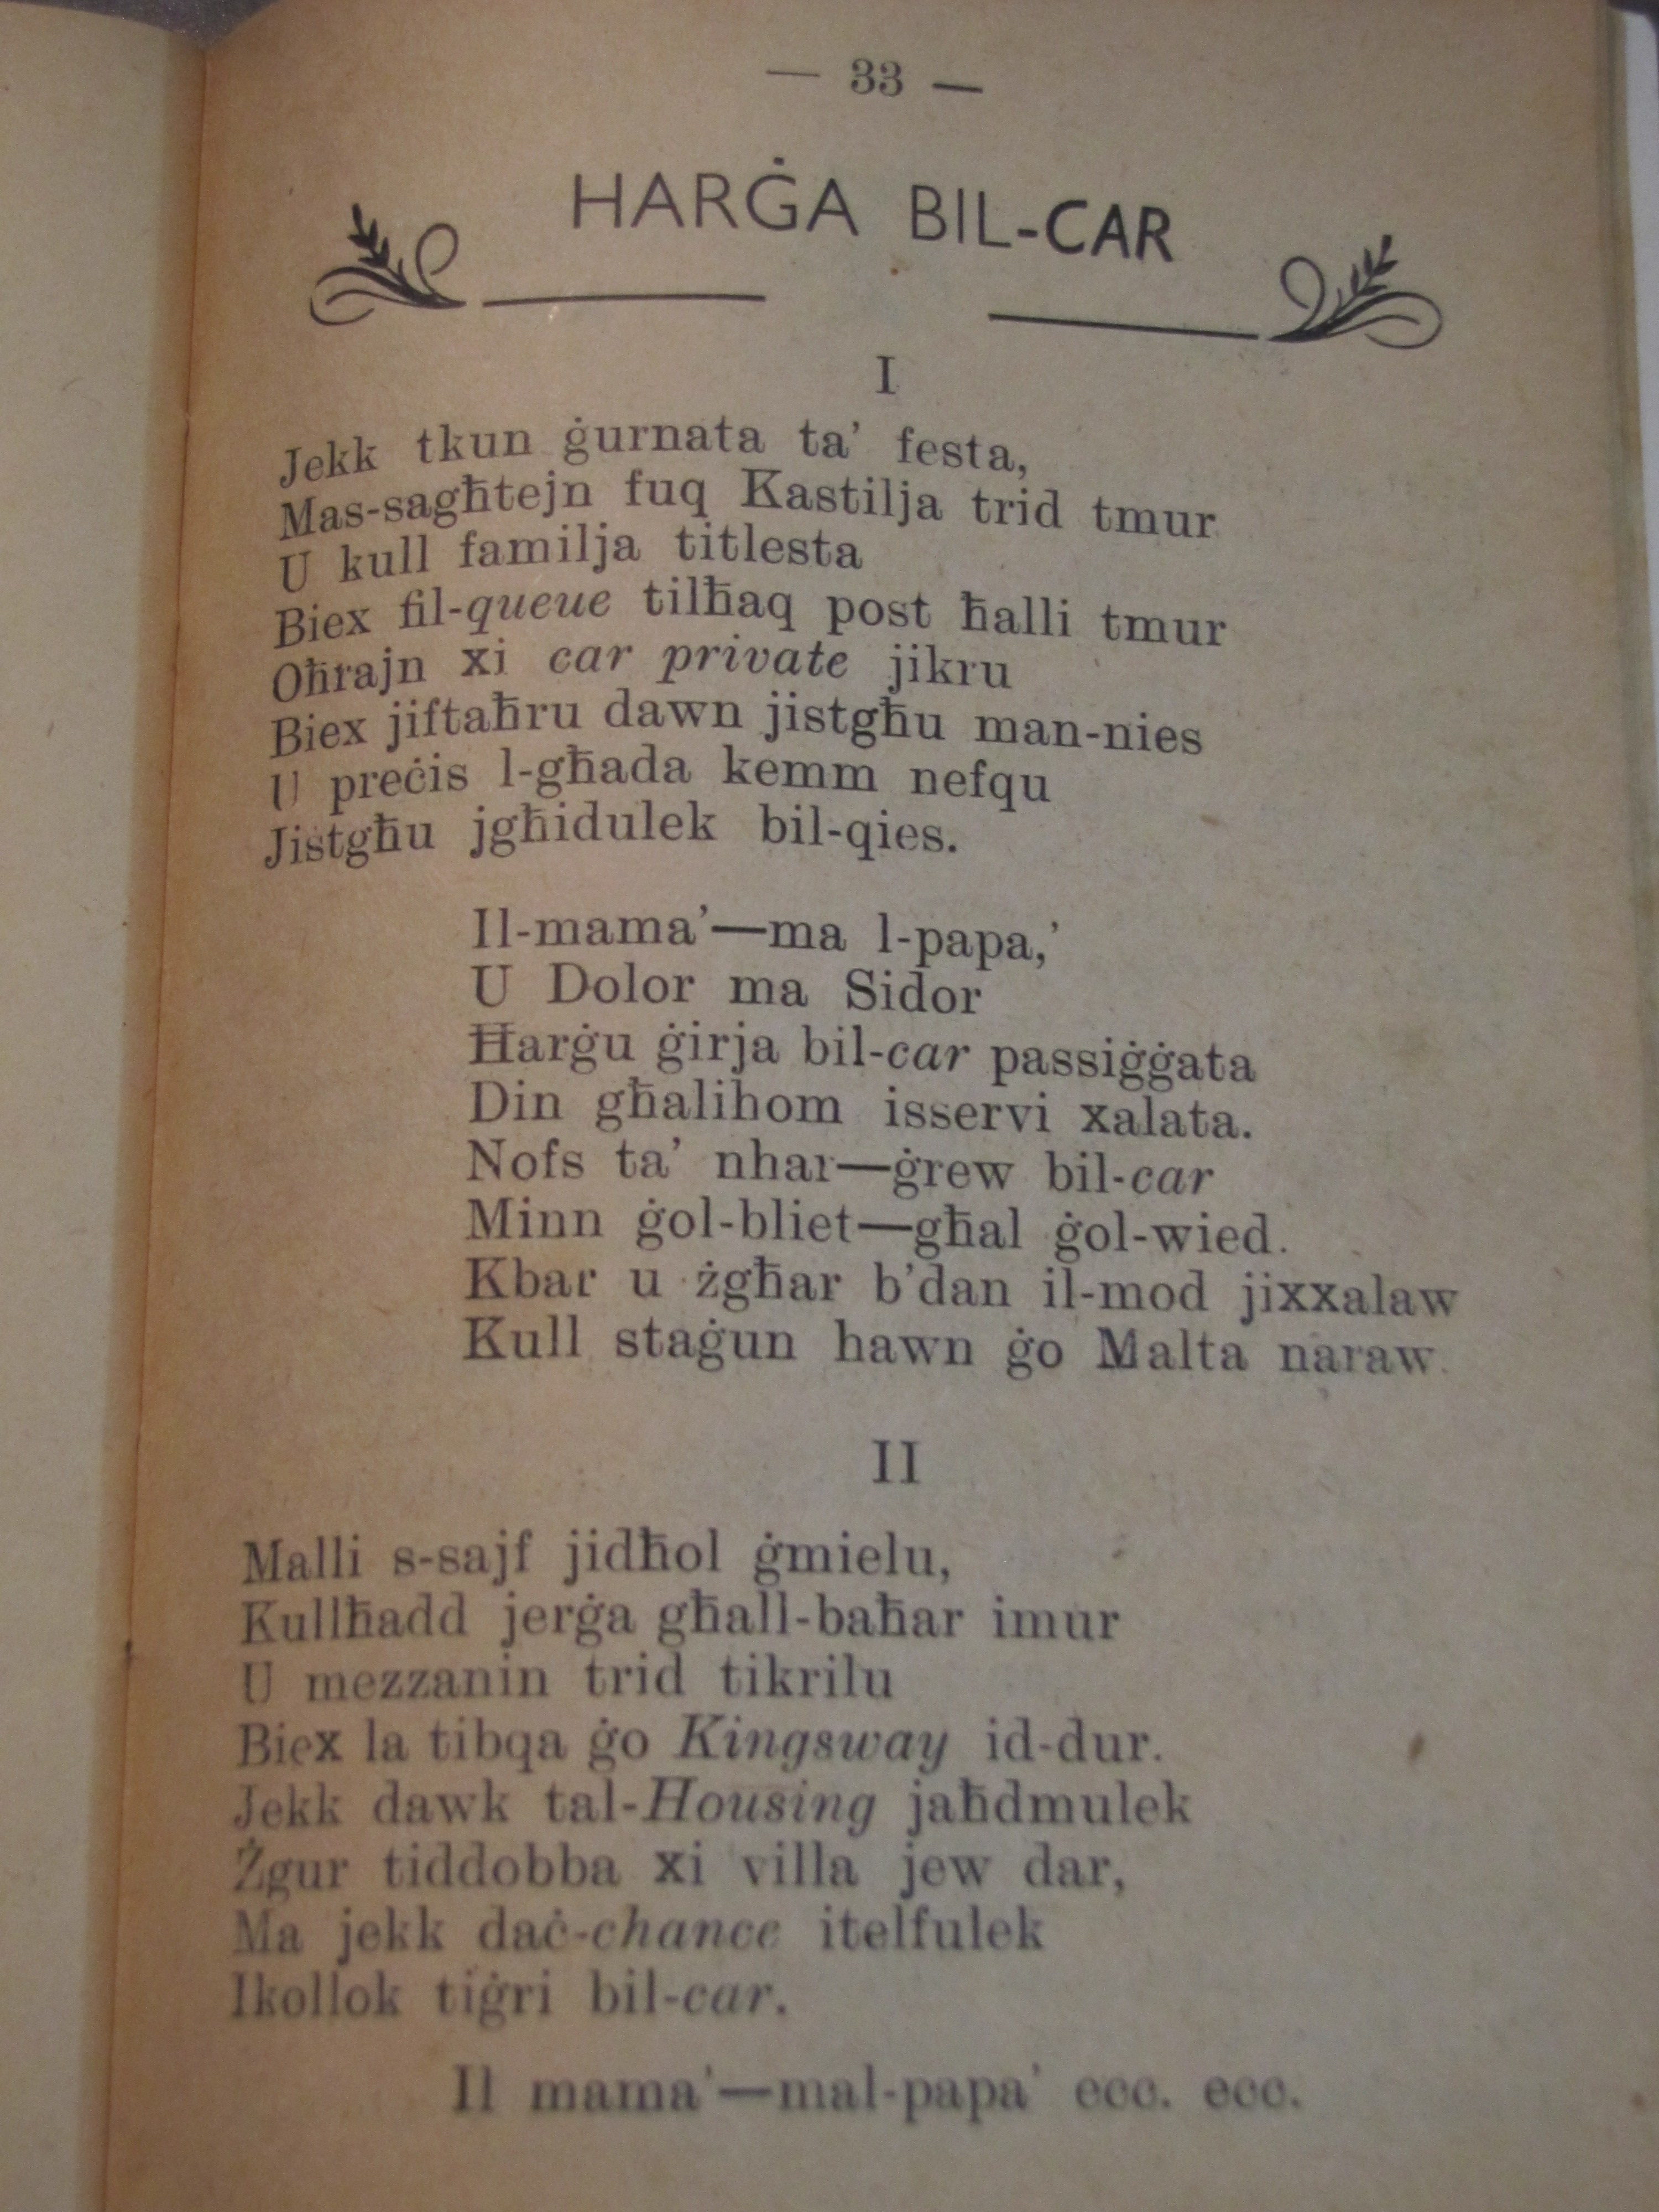 — 33 —
HARĠA BIL-CAR
I
Jekk tkun ġurnata ta’ festa,
Mas-sagħtejn fuq Kastilja trid tmur
U kull familja titlesta
Biex fil-queue tilħaq post ħalli tmur
Oħrajn xi car private jikru
Biex jiftaħru dawn jistgħu man-nies
U preċis l-għada kemm nefqu
Jistgħu jgħidulek bil-qies.
Il-mama’—ma l-papa,’
U Dolor ma Sidor
Ħarġu ġirja bil-car passiġġata
Din għalihom isservi xalata.
Nofs ta’ nhar—ġrew bil-car
Minn ġol-bliet—għal ġol-wied.
Kbar u żgħar b’dan il-mod jixxalaw
Kull staġun hawn ġo Malta naraw.
II
Malli s-sajf jidħol ġmielu,
Kullħadd jerġa għall-baħar imur
U mezzanin trid tikrilu
Biex la tibqa ġo Kingsway id-dur.
Jekk dawk tal-Housing jaħdmulek
Żgur tiddobba xi villa jew dar,
Ma jekk daċ-chance itelfulek
Ikollok tiġri bil-car.
Il mama’—mal-papa’ ecc. ecc.